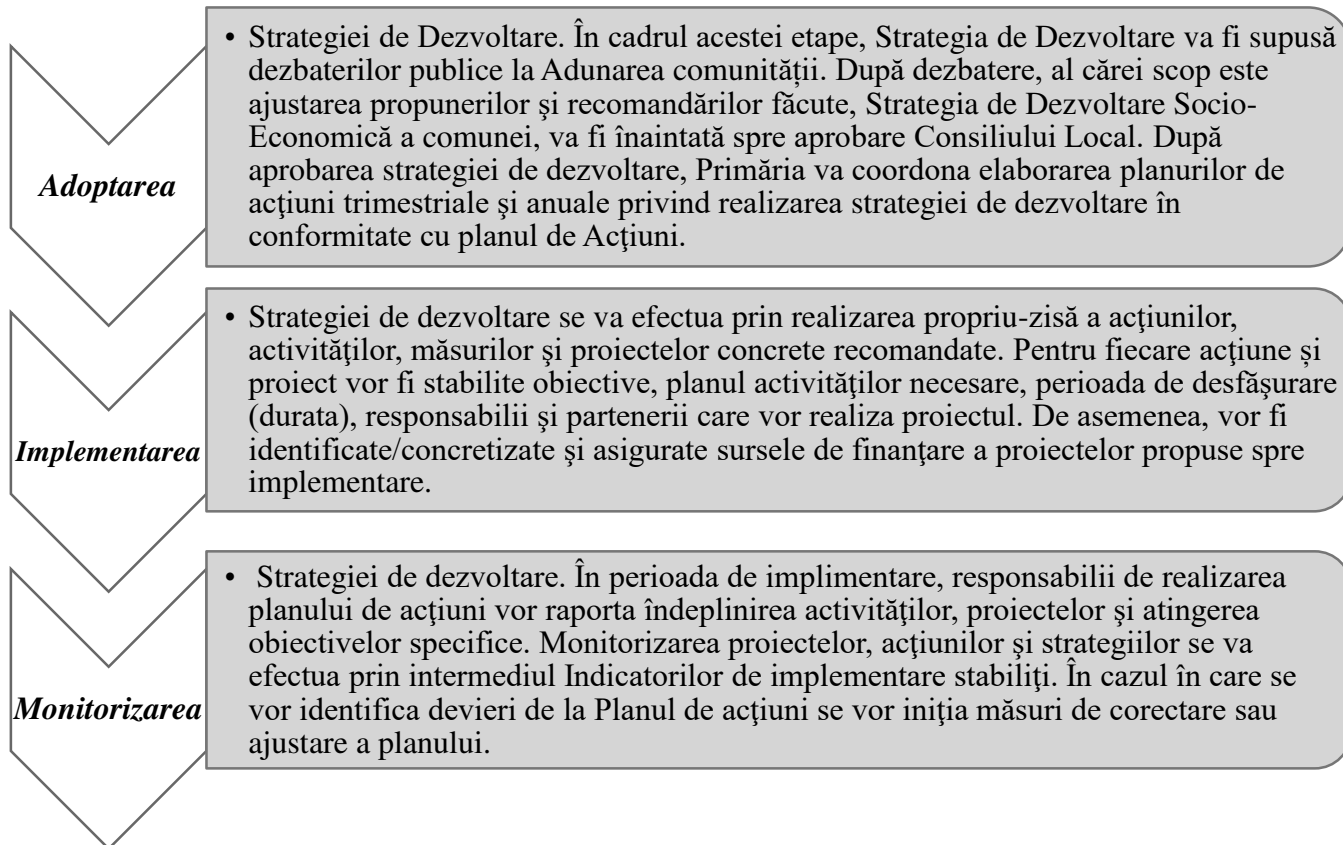 Adoptarea
• Strategiei de Dezvoltare. În cadrul acestei etape, Strategia de Dezvoltare va fi supusă
dezbaterilor publice la Adunarea comunității. După dezbatere, al cărei scop este
ajustarea propunerilor şi recomandărilor făcute, Strategia de Dezvoltare Socio-
Economică a comunei, va fi înaintată spre aprobare Consiliului Local. După
aprobarea strategiei de dezvoltare, Primăria va coordona elaborarea planurilor de
acţiuni trimestriale şi anuale privind realizarea strategiei de dezvoltare în
conformitate cu planul de Acţiuni.
Implementarea
• Strategiei de dezvoltare se va efectua prin realizarea propriu-zisă a acţiunilor,
activităţilor, măsurilor şi proiectelor concrete recomandate. Pentru fiecare acţiune și
proiect vor fi stabilite obiective, planul activităţilor necesare, perioada de desfăşurare
(durata), responsabilii şi partenerii care vor realiza proiectul. De asemenea, vor fi
identificate/concretizate şi asigurate sursele de finanţare a proiectelor propuse spre
implementare.
Monitorizarea
• Strategiei de dezvoltare. În perioada de implimentare, responsabilii de realizarea
planului de acţiuni vor raporta îndeplinirea activităţilor, proiectelor şi atingerea
obiectivelor specifice. Monitorizarea proiectelor, acţiunilor şi strategiilor se va
efectua prin intermediul Indicatorilor de implementare stabiliţi. În cazul în care se
vor identifica devieri de la Planul de acţiuni se vor iniţia măsuri de corectare sau
ajustare a planului.